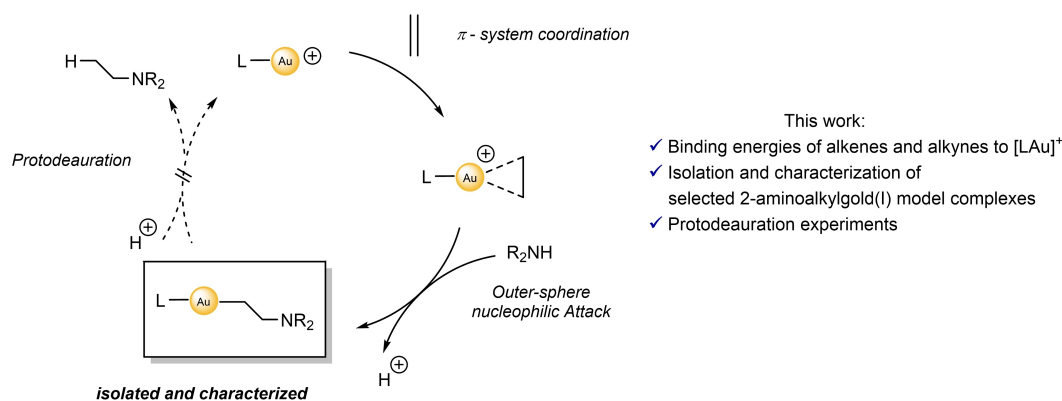 π - system coordination
L Au ⊕
H NR2
Protodeauration
L Au ⊕
This work:
✓ Binding energies of alkenes and alkynes to [LAu]+
✓ Isolation and characterization of
selected 2-aminoalkylgold(I) model complexes
✓ Protodeauration experiments
H⊕
R2NH
Outer-sphere
nucleophilic Attack
L Au NR2
H⊕
isolated and characterized